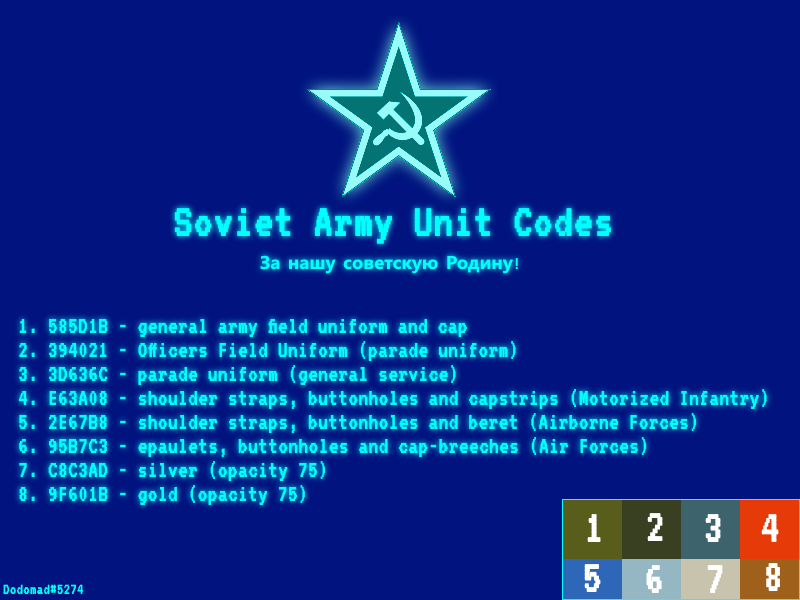 Soviet Army Unit Codes
За нашу советскую Родину!
1. 585D1B - general army field uniform and cap
2. 394021 - Officers Field Uniform (parade uniform)
3. 3D636C - parade uniform (general service)
4. E63A08 - shoulder straps, buttonholes and capstrips (Motorized Infantry)
5. 2E67B8 - shoulder straps, buttonholes and beret (Airborne Forces)
6. 95B7C3 - epaulets, buttonholes and cap-breeches (Air Forces)
7. C8C3AD - silver (opacity 75)
8. 9F601B - gold (opacity 75)
1 2 3 4
5 6 7 8
Dodomad#5274